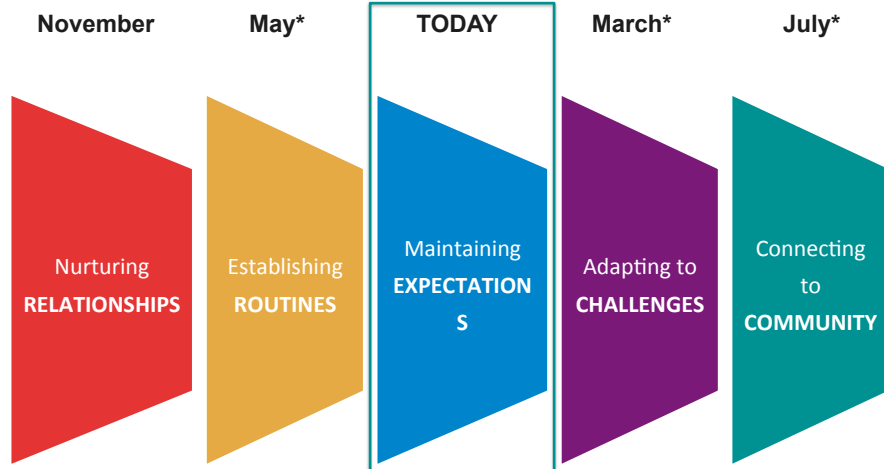 November
May*
TODAY
March*
July*
Nurturing
RELATIONSHIPS
Establishing
ROUTINES
Maintaining
EXPECTATION
S
Adapting to
CHALLENGES
Connecting
to
COMMUNITY